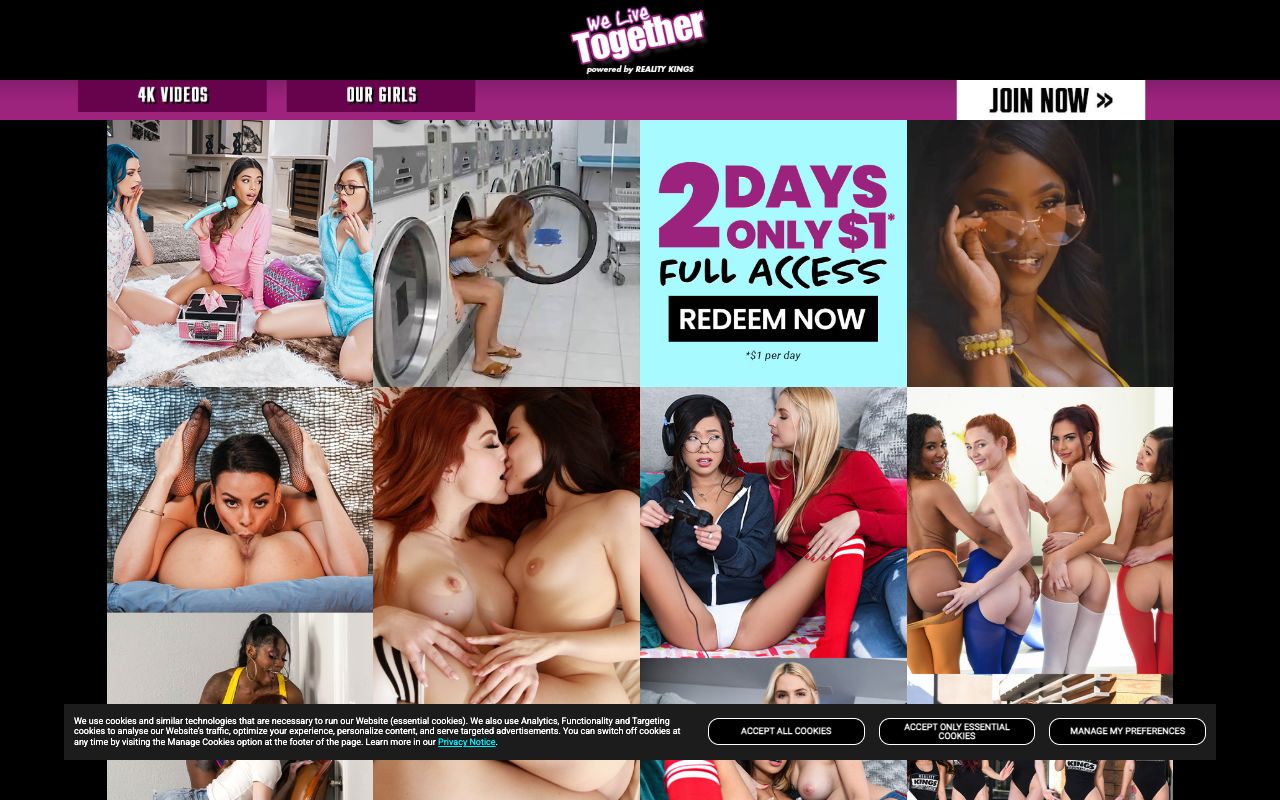 We Live
Together
powered by REALITY KINGS
4K VIDEOS
OUR GIRLS
JOIN NOW »
2 DAYS
ONLY $1*
FULL ACCESS
REDEEM NOW
*$1 per day
We use cookies and similar technologies that are necessary to run our Website (essential cookies). We also use Analytics, Functionality and Targeting
cookies to analyse our Website's traffic, optimize your experience, personalize content, and serve targeted advertisements. You can switch off cookies at
any time by visiting the Manage Cookies option at the footer of the page. Learn more in our Privacy Notice.
ACCEPT ALL COOKIES
ACCEPT ONLY ESSENTIAL
COOKIES
MANAGE MY PREFERENCES
REALITY
KINGS
KINGS